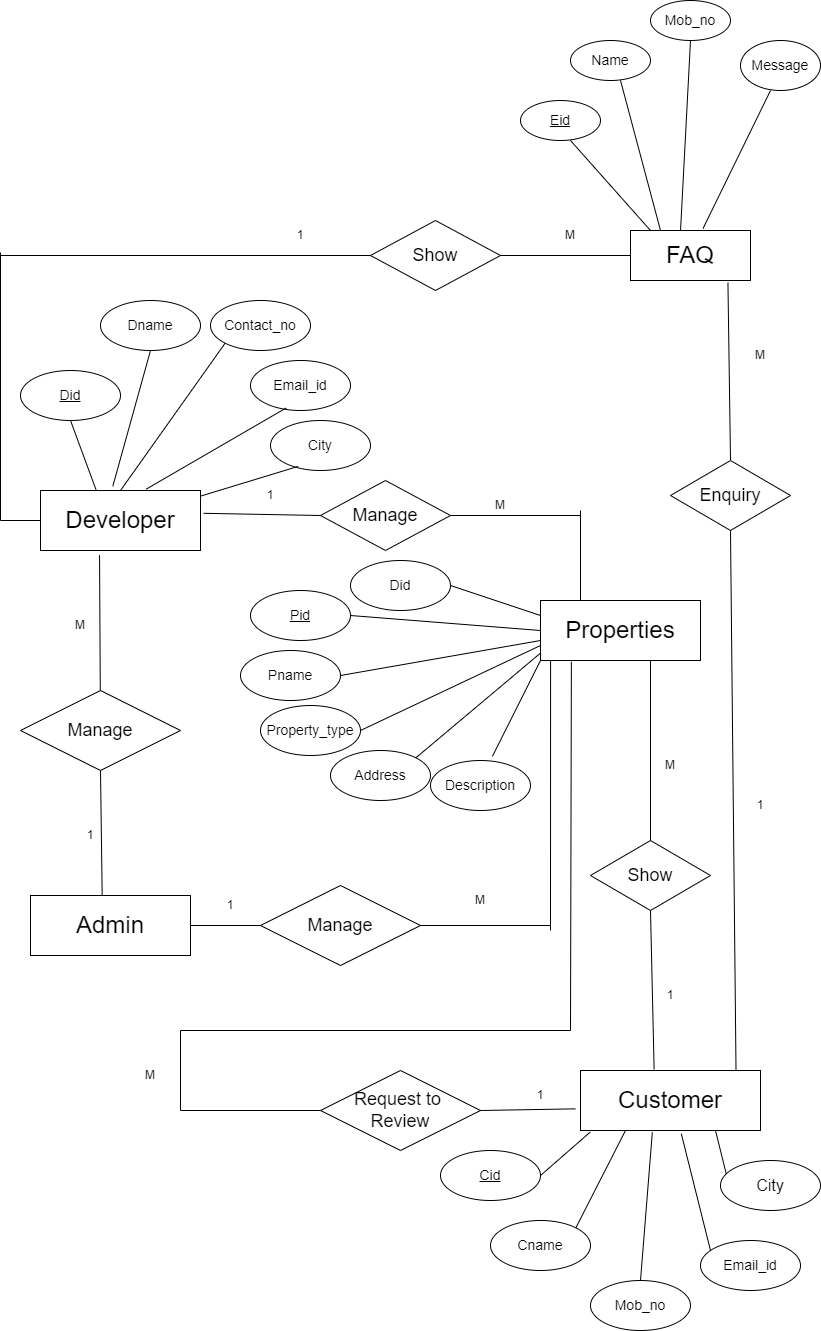 Mob_no
Name
Message
Eid
1
M
Show
FAQ
Dname
Contact_no
M
Email_id
Did
City
1
M
Enquiry
Developer
Manage
Did
Pid
M
Properties
Pname
Property_type
Manage
Address
Description
M
1
1
Show
1
M
Admin
Manage
1
M
1
Request to
Review
Customer
Cid
City
Cname
Email_id
Mob_no